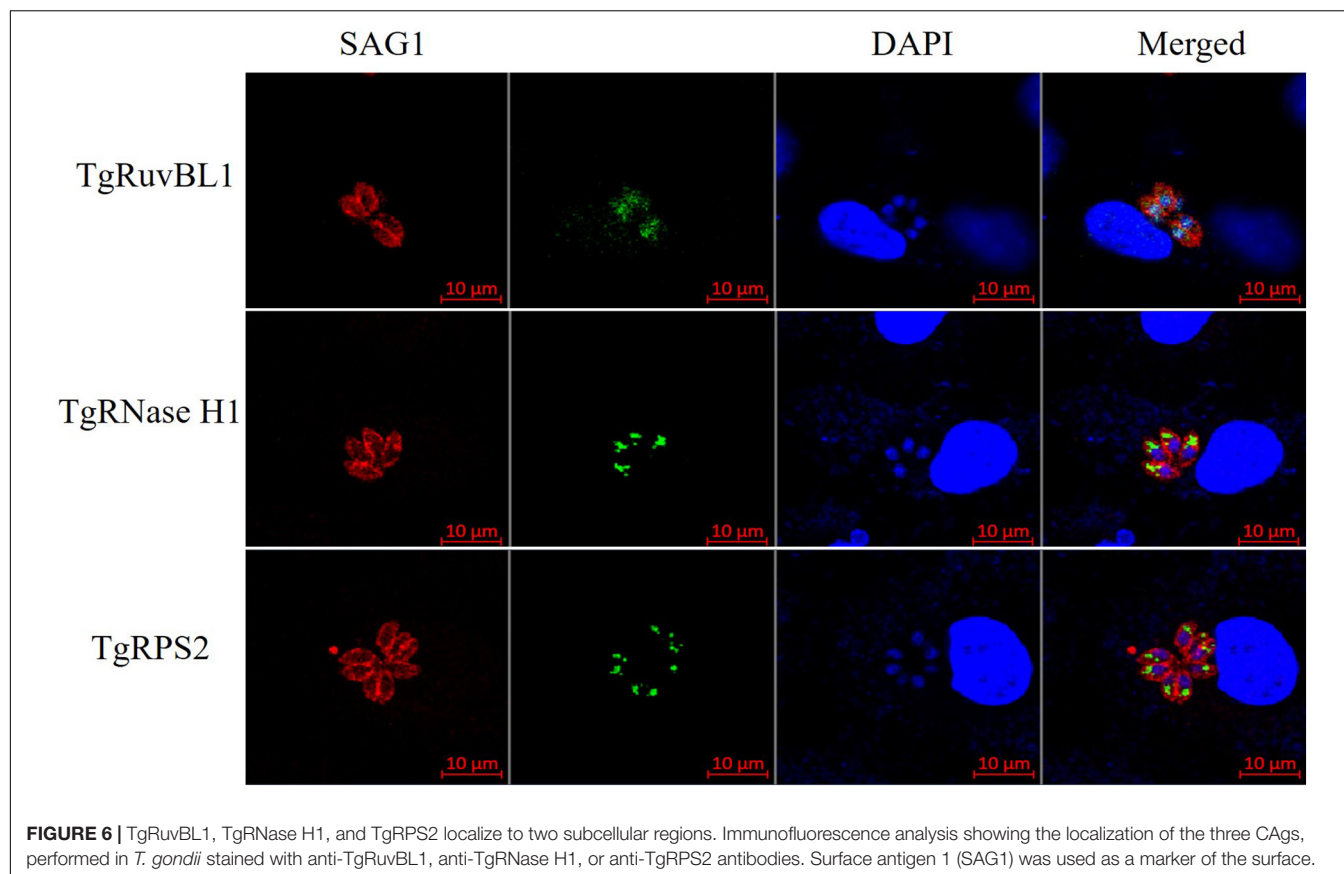 SAG1 DAPI Merged
TgRuvBL1
10 µm 10 µm 10 µm 10 µm
TgRNase H1
10 µm 10 µm 10 µm 10 µm
TgRPS2
10 µm 10 µm 10 µm 10 µm
FIGURE 6 | TgRuvBL1, TgRNase H1, and TgRPS2 localize to two subcellular regions. Immunofluorescence analysis showing the localization of the three CAgs,
performed in T. gondii stained with anti-TgRuvBL1, anti-TgRNase H1, or anti-TgRPS2 antibodies. Surface antigen 1 (SAG1) was used as a marker of the surface.